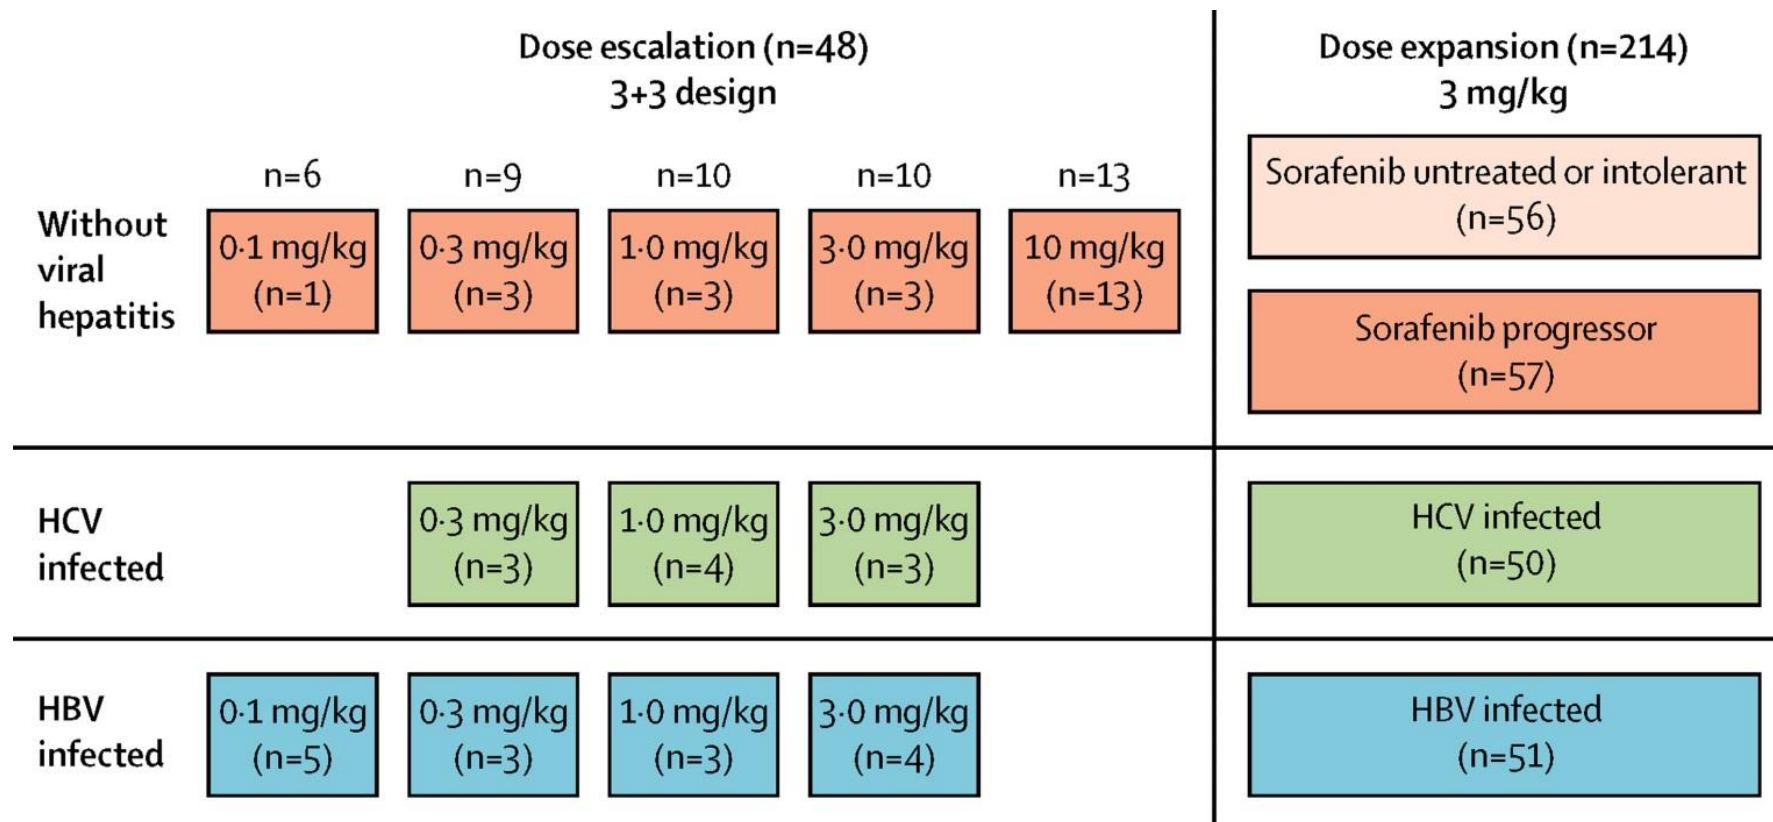 Dose escalation (n=48)
3+3 design
Dose expansion (n=214)
3 mg/kg
n=6
n=9
n=10
n=10
n=13
Without
viral
hepatitis
0·1 mg/kg
(n=1)
0·3 mg/kg
(n=3)
1·0 mg/kg
(n=3)
3·0 mg/kg
(n=3)
10 mg/kg
(n=13)
Sorafenib untreated or intolerant
(n=56)
Sorafenib progressor
(n=57)
HCV
infected
0·3 mg/kg
(n=3)
1·0 mg/kg
(n=4)
3·0 mg/kg
(n=3)
HCV infected
(n=50)
HBV
infected
0·1 mg/kg
(n=5)
0·3 mg/kg
(n=3)
1·0 mg/kg
(n=3)
3·0 mg/kg
(n=4)
HBV infected
(n=51)